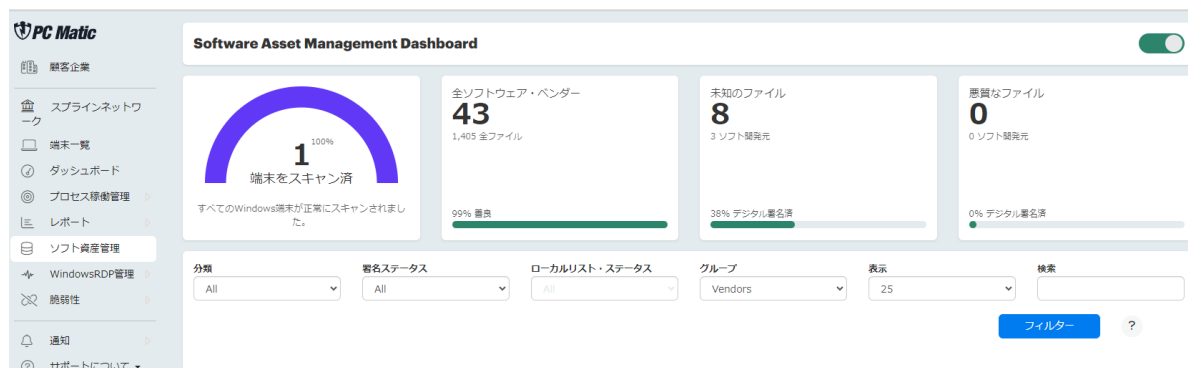 PC Matic
顧客企業
スプラインネットワ
ーク
端末一覧
ダッシュボード
プロセス稼働管理
レポート
ソフト資産管理
WindowsRDP管理
脆弱性
通知
サポートについて
Software Asset Management Dashboard
1 100%
端末をスキャン済
すべてのWindows端末が正常にスキャンされまし
た。
全ソフトウェア・ベンダー
43
1,405 全ファイル
99% 善良
未知のファイル
8
3 ソフト開発元
38% デジタル署名済
悪質なファイル
0
0 ソフト開発元
0% デジタル署名済
分類
All
署名ステータス
All
ローカルリスト・ステータス
All
グループ
Vendors
表示
25
検索
フィルター
?